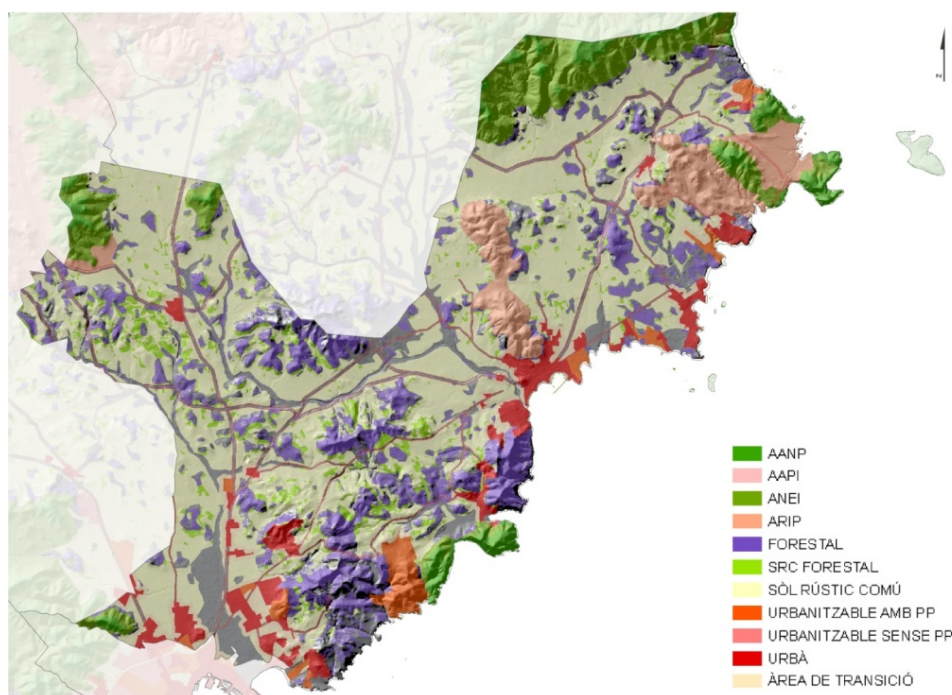 N
AANP
AAPI
ANEI
ARIP
FORESTAL
SRC FORESTAL
SÒL RÚSTIC COMÚ
URBANITZABLE AMB PP
URBANITZABLE SENSE PP
URBÀ
ÀREA DE TRANSICIÓ